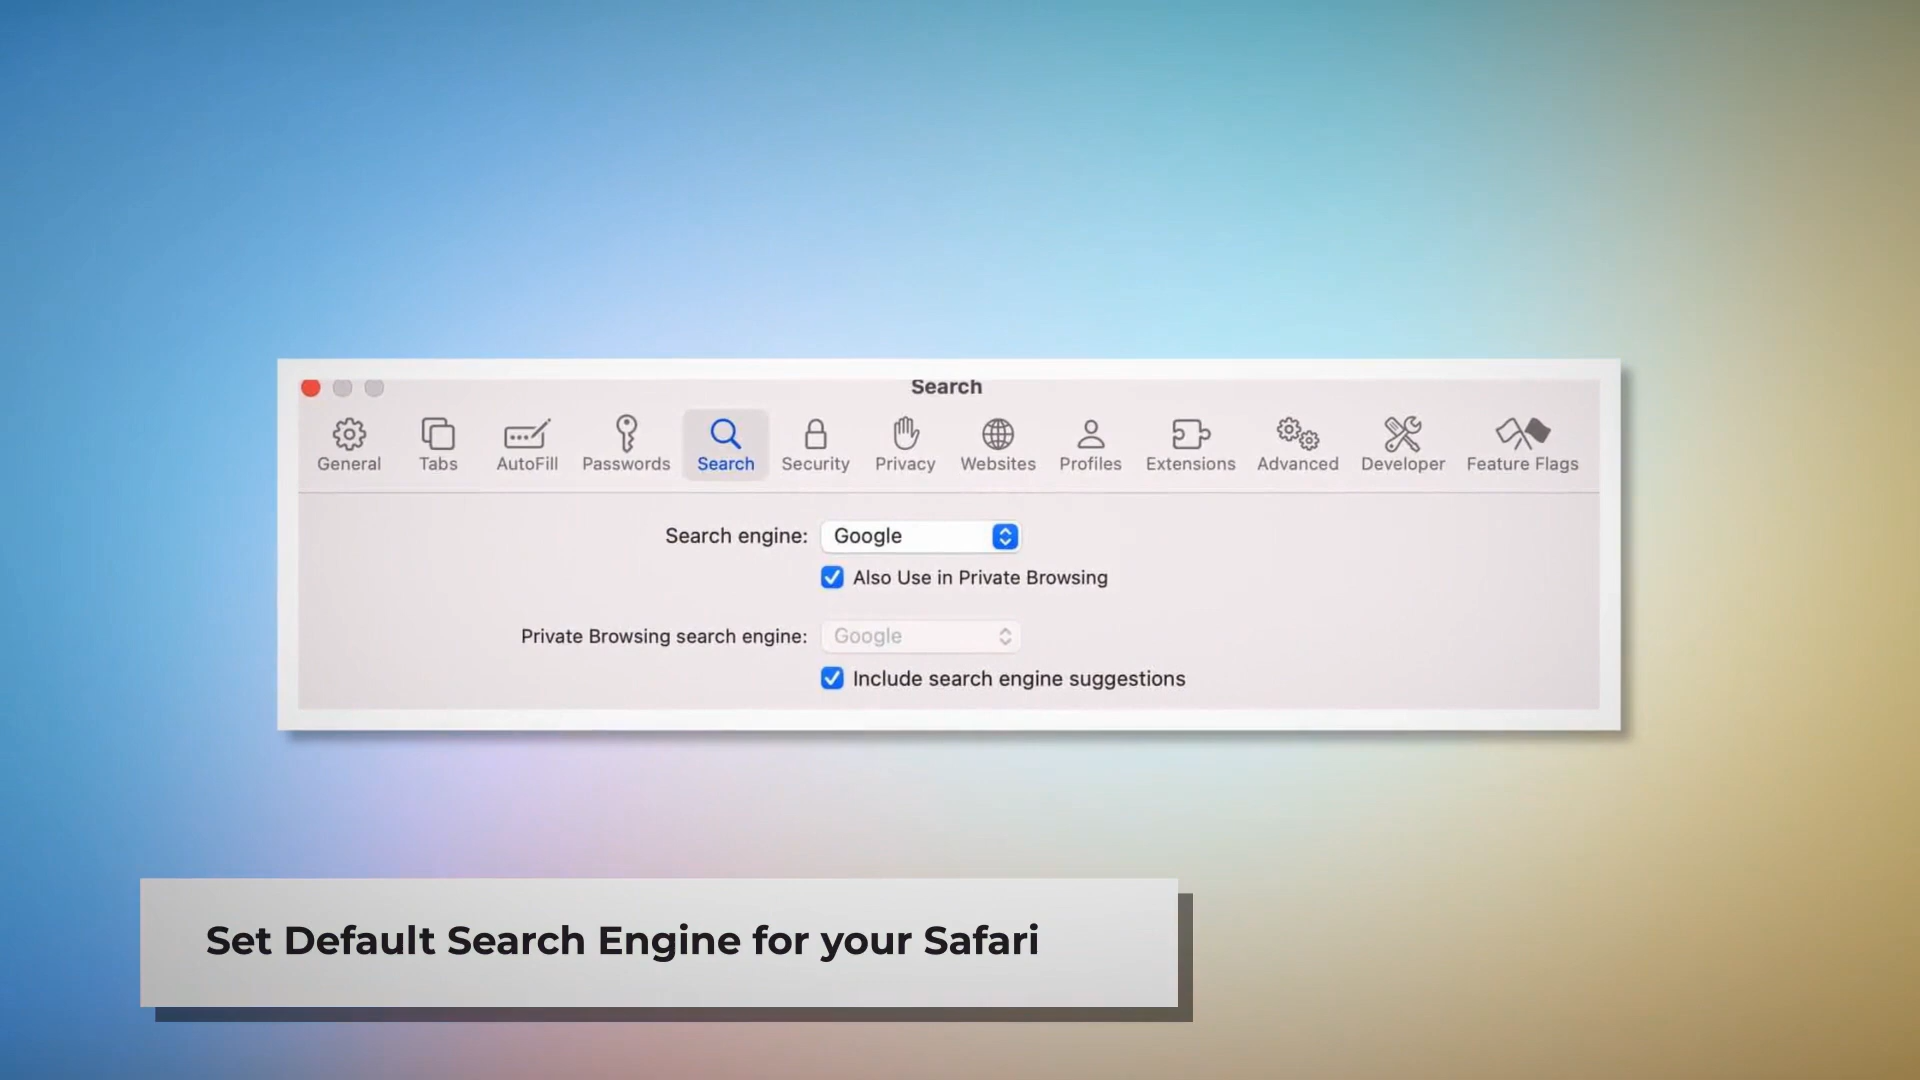 Search
General Tabs AutoFill Passwords Search Security Privacy Websites Profiles Extensions Advanced Developer Feature Flags
Search engine: Google
Also Use in Private Browsing
Private Browsing search engine: Google
Include search engine suggestions
Set Default Search Engine for your Safari